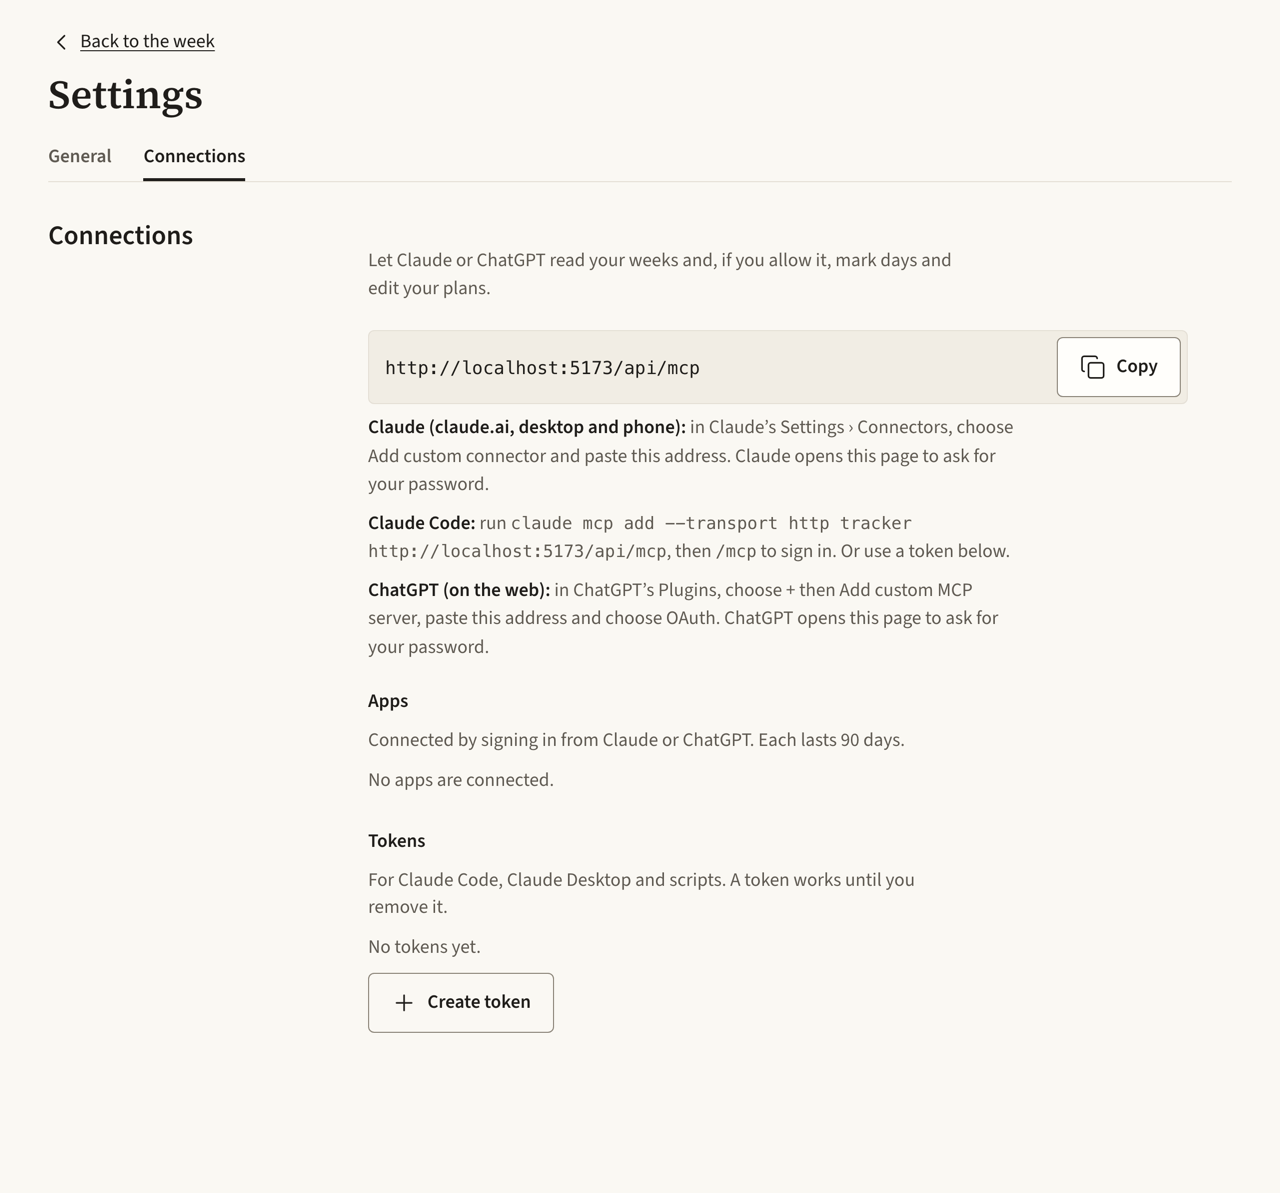 Back to the week
Settings
General
Connections
Connections
Let Claude or ChatGPT read your weeks and, if you allow it, mark days and
edit your plans.
http://localhost:5173/api/mcp
Copy
Claude (claude.ai, desktop and phone): in Claude’s Settings › Connectors, choose
Add custom connector and paste this address. Claude opens this page to ask for
your password.
Claude Code: run claude mcp add --transport http tracker
http://localhost:5173/api/mcp, then /mcp to sign in. Or use a token below.
ChatGPT (on the web): in ChatGPT’s Plugins, choose + then Add custom MCP
server, paste this address and choose OAuth. ChatGPT opens this page to ask for
your password.
Apps
Connected by signing in from Claude or ChatGPT. Each lasts 90 days.
No apps are connected.
Tokens
For Claude Code, Claude Desktop and scripts. A token works until you
remove it.
No tokens yet.
Create token